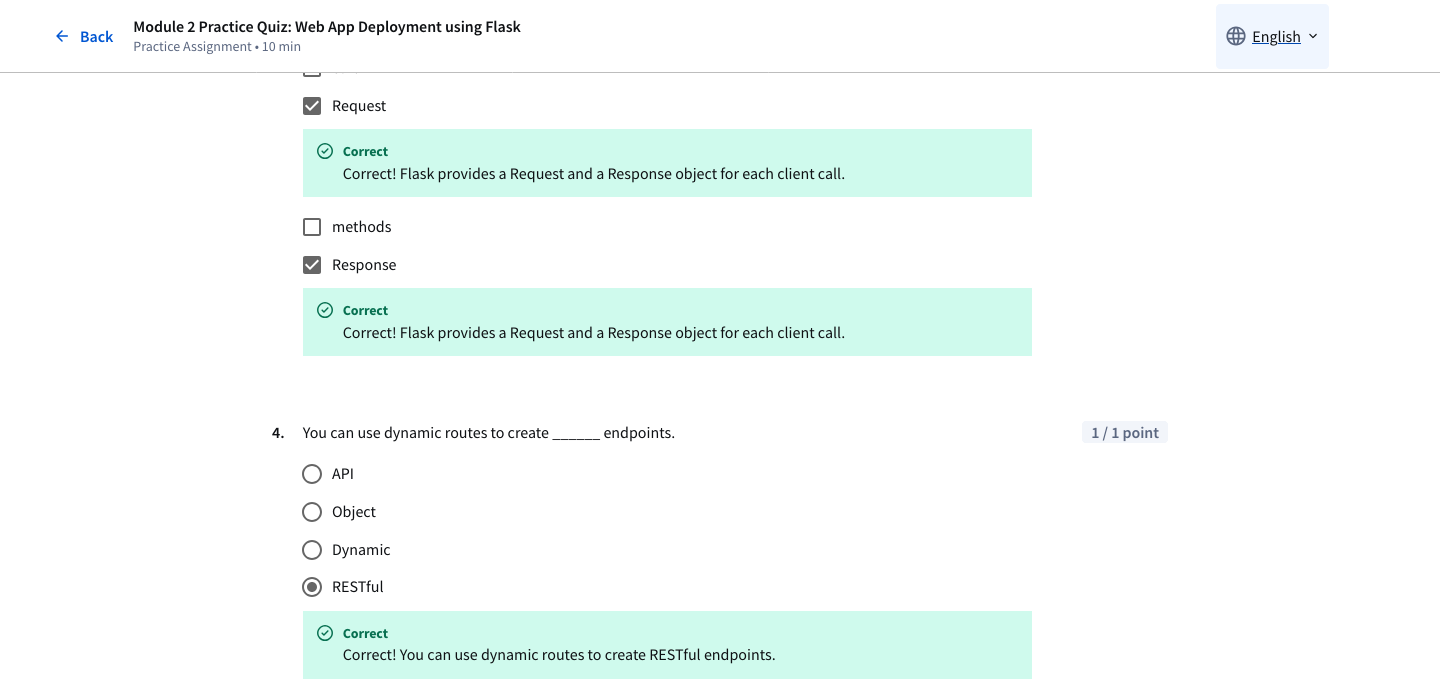 Back
Module 2 Practice Quiz: Web App Deployment using Flask
Practice Assignment • 10 min
English
Request
Correct
Correct! Flask provides a Request and a Response object for each client call.
methods
Response
Correct
Correct! Flask provides a Request and a Response object for each client call.
4. You can use dynamic routes to create ______ endpoints.
1 / 1 point
API
Object
Dynamic
RESTful
Correct
Correct! You can use dynamic routes to create RESTful endpoints.